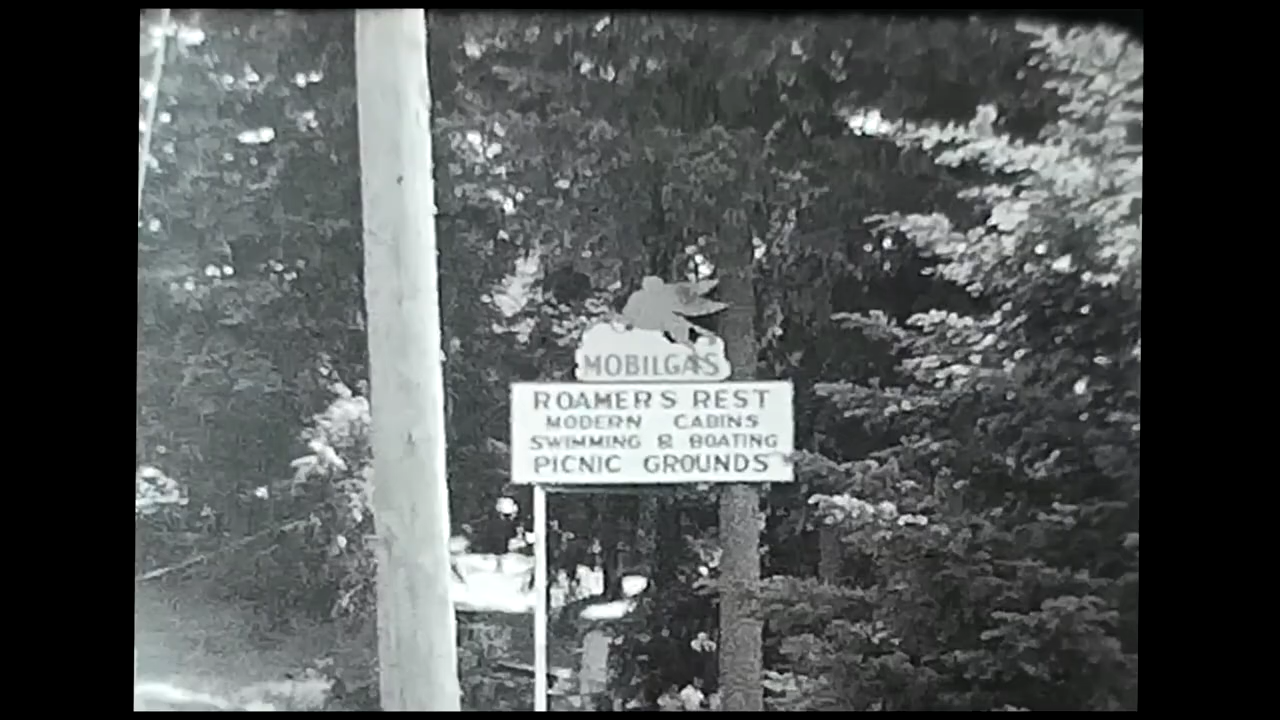 MOBILGAS
ROAMERS REST
MODERN CABINS
SWIMMING & BOATING
PICNIC GROUNDS